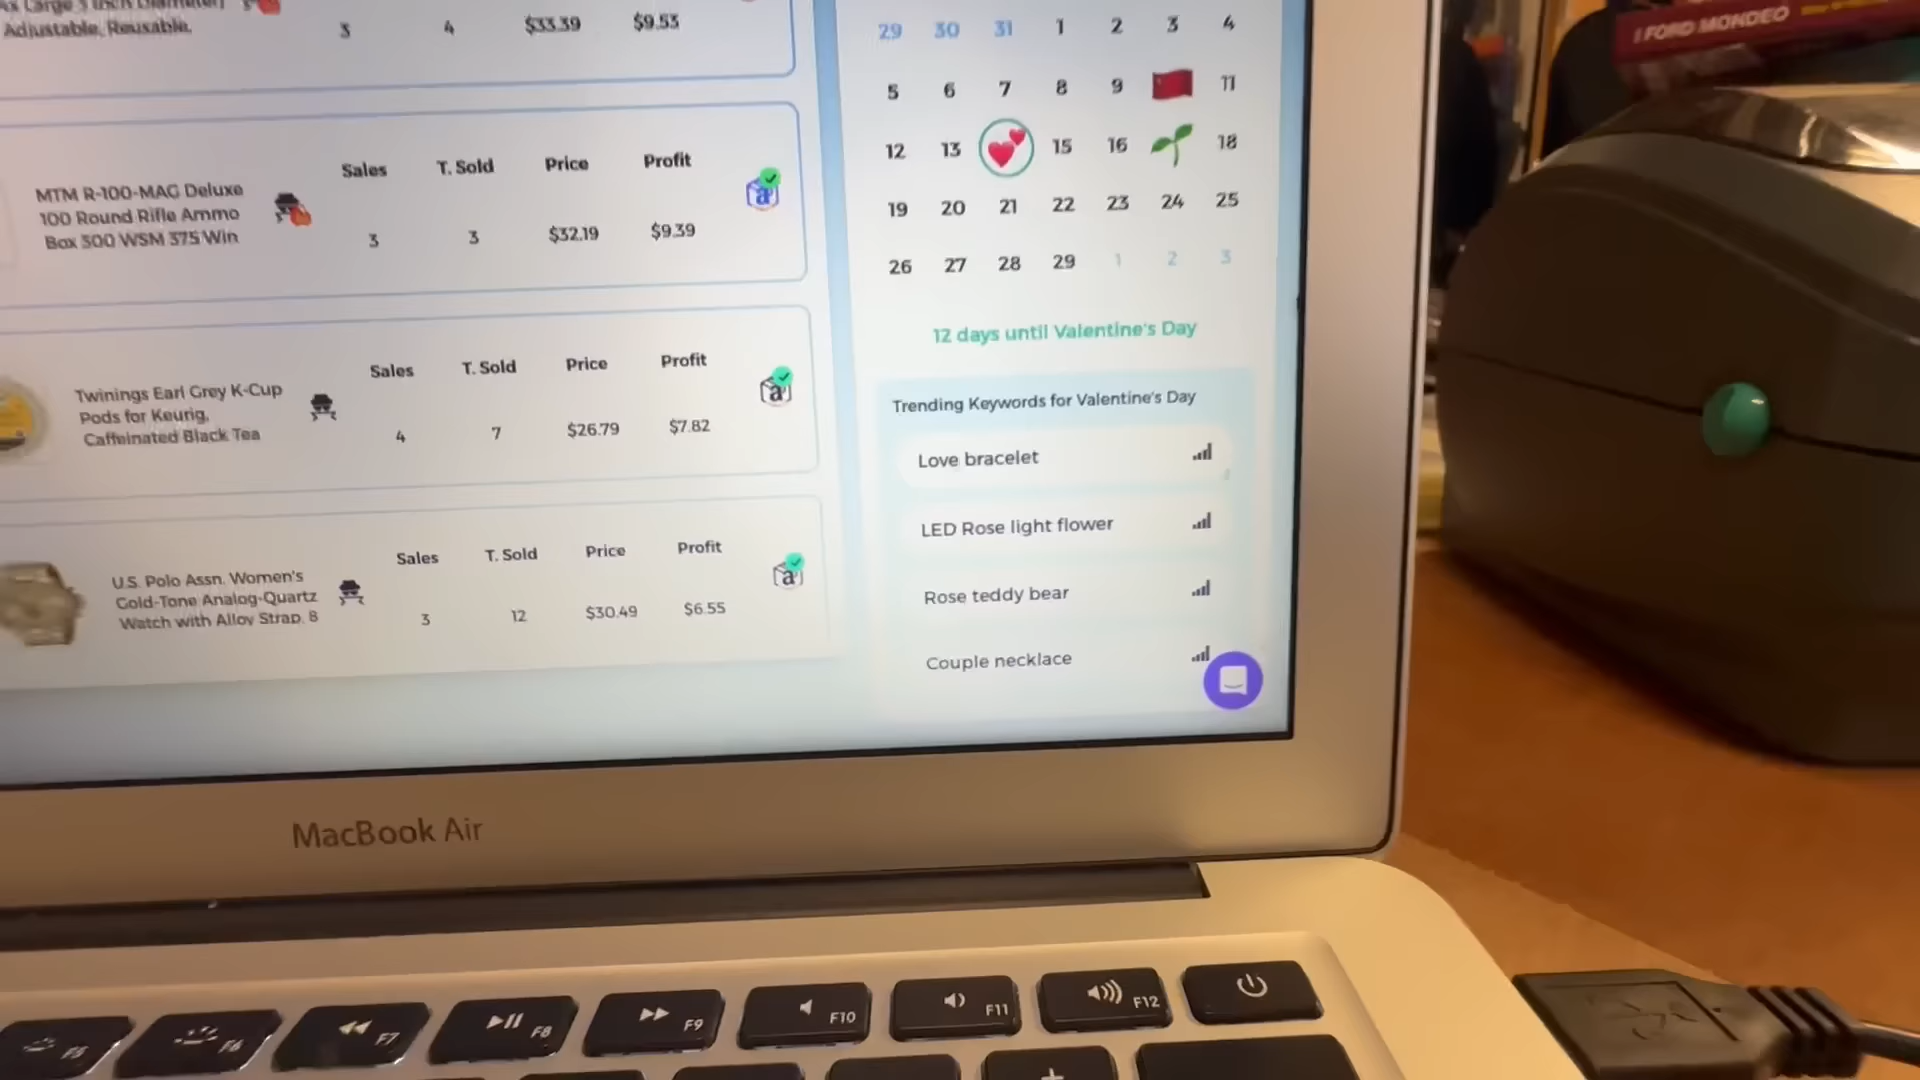 As Large 3 Inch Diameter)
Adjustable, Reusable,
3 4 $33.39 $9.53
MTM R-100-MAG Deluxe
100 Round Rifle Ammo
Box 300 WSM 375 Win
Sales T. Sold Price Profit
3 3 $32.19 $9.39
Twinings Earl Grey K-Cup
Pods for Keurig,
Caffeinated Black Tea
Sales T. Sold Price Profit
4 7 $26.79 $7.82
U.S. Polo Assn. Women's
Gold-Tone Analog-Quartz
Watch with Alloy Strap, 8
Sales T. Sold Price Profit
3 12 $30.49 $6.55
29 30 31 1 2 3 4
5 6 7 8 9 11
12 13 15 16 18
19 20 21 22 23 24 25
26 27 28 29 1 2 3
12 days until Valentine's Day
Trending Keywords for Valentine's Day
Love bracelet
LED Rose light flower
Rose teddy bear
Couple necklace
FORD MONDEO
MacBook Air
F5 F6 F7 F8 F9 F10 F11 F12
+